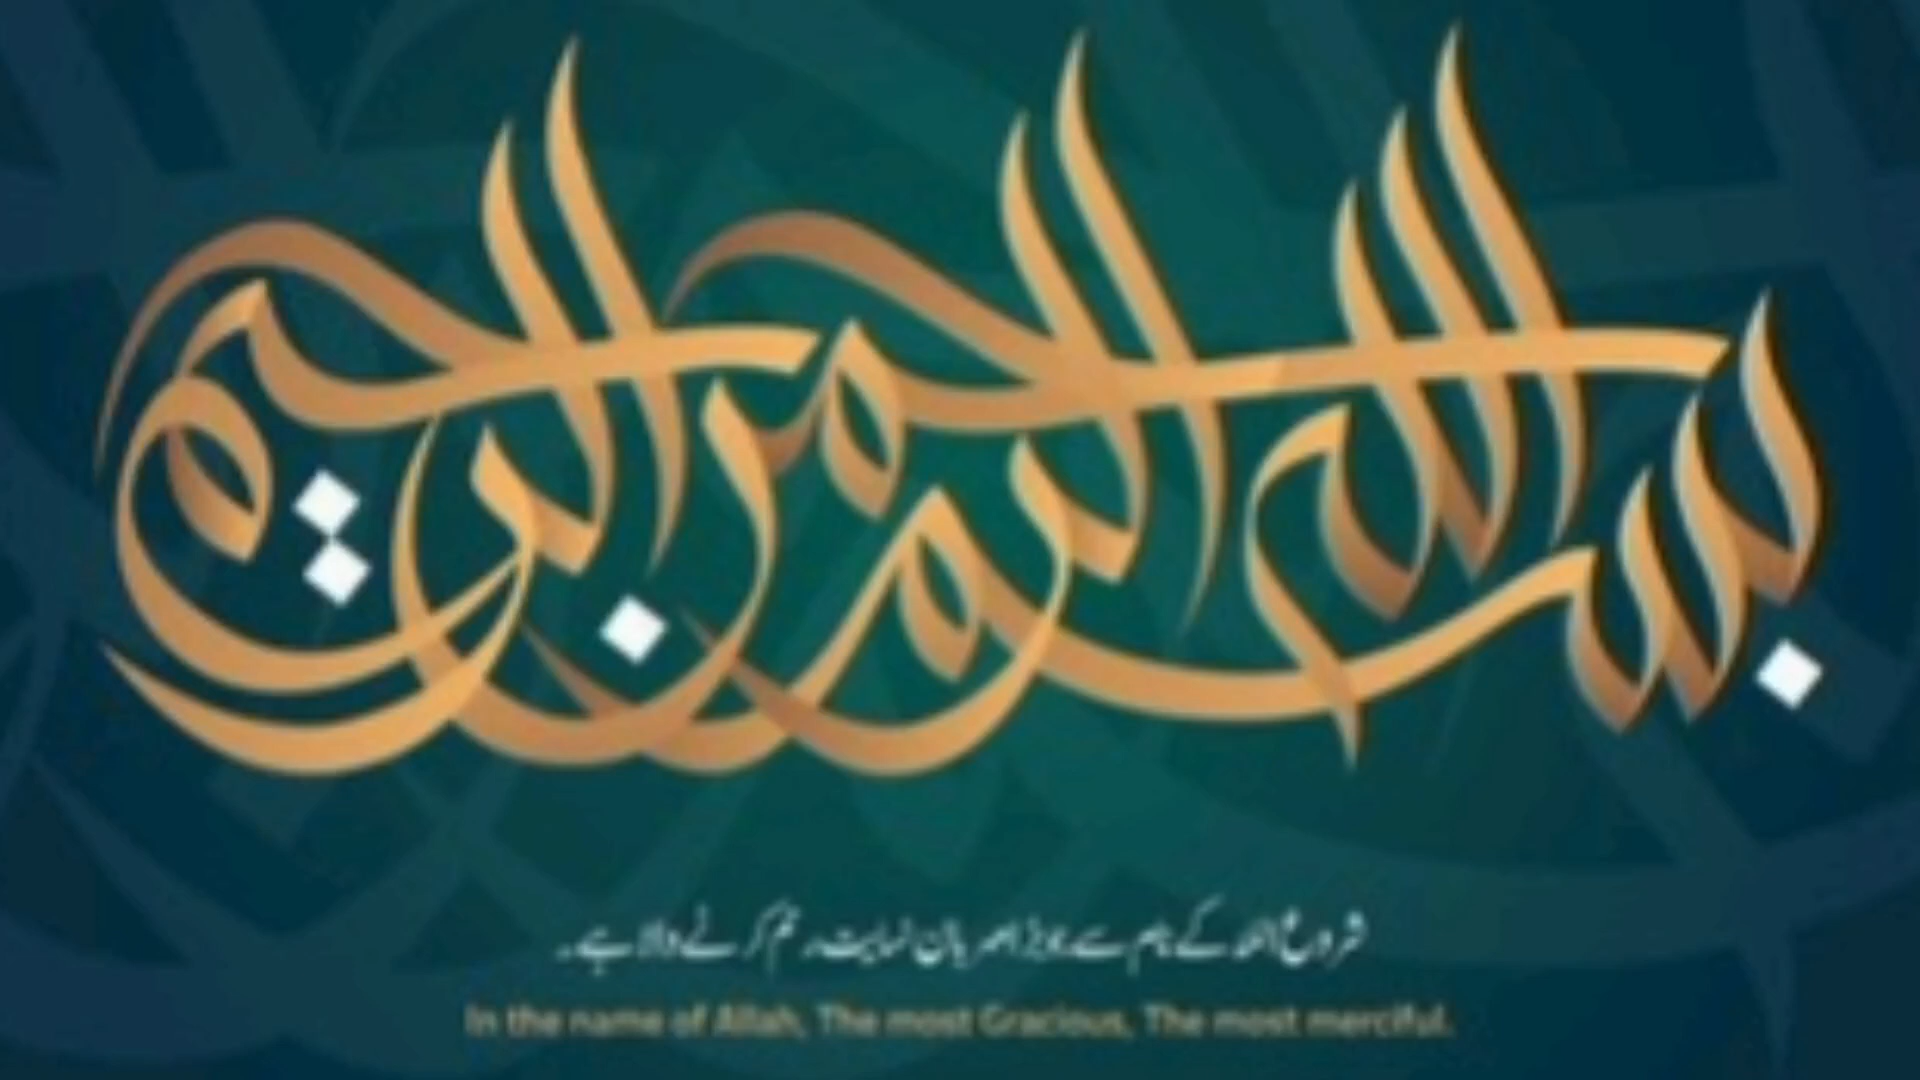 بسم الله الرحمن الرحيم
شروع اللہ کے نام سے جو بڑا مہربان نہایت رحم کرنے والا ہے۔
In the name of Allah, The most Gracious, The most merciful.